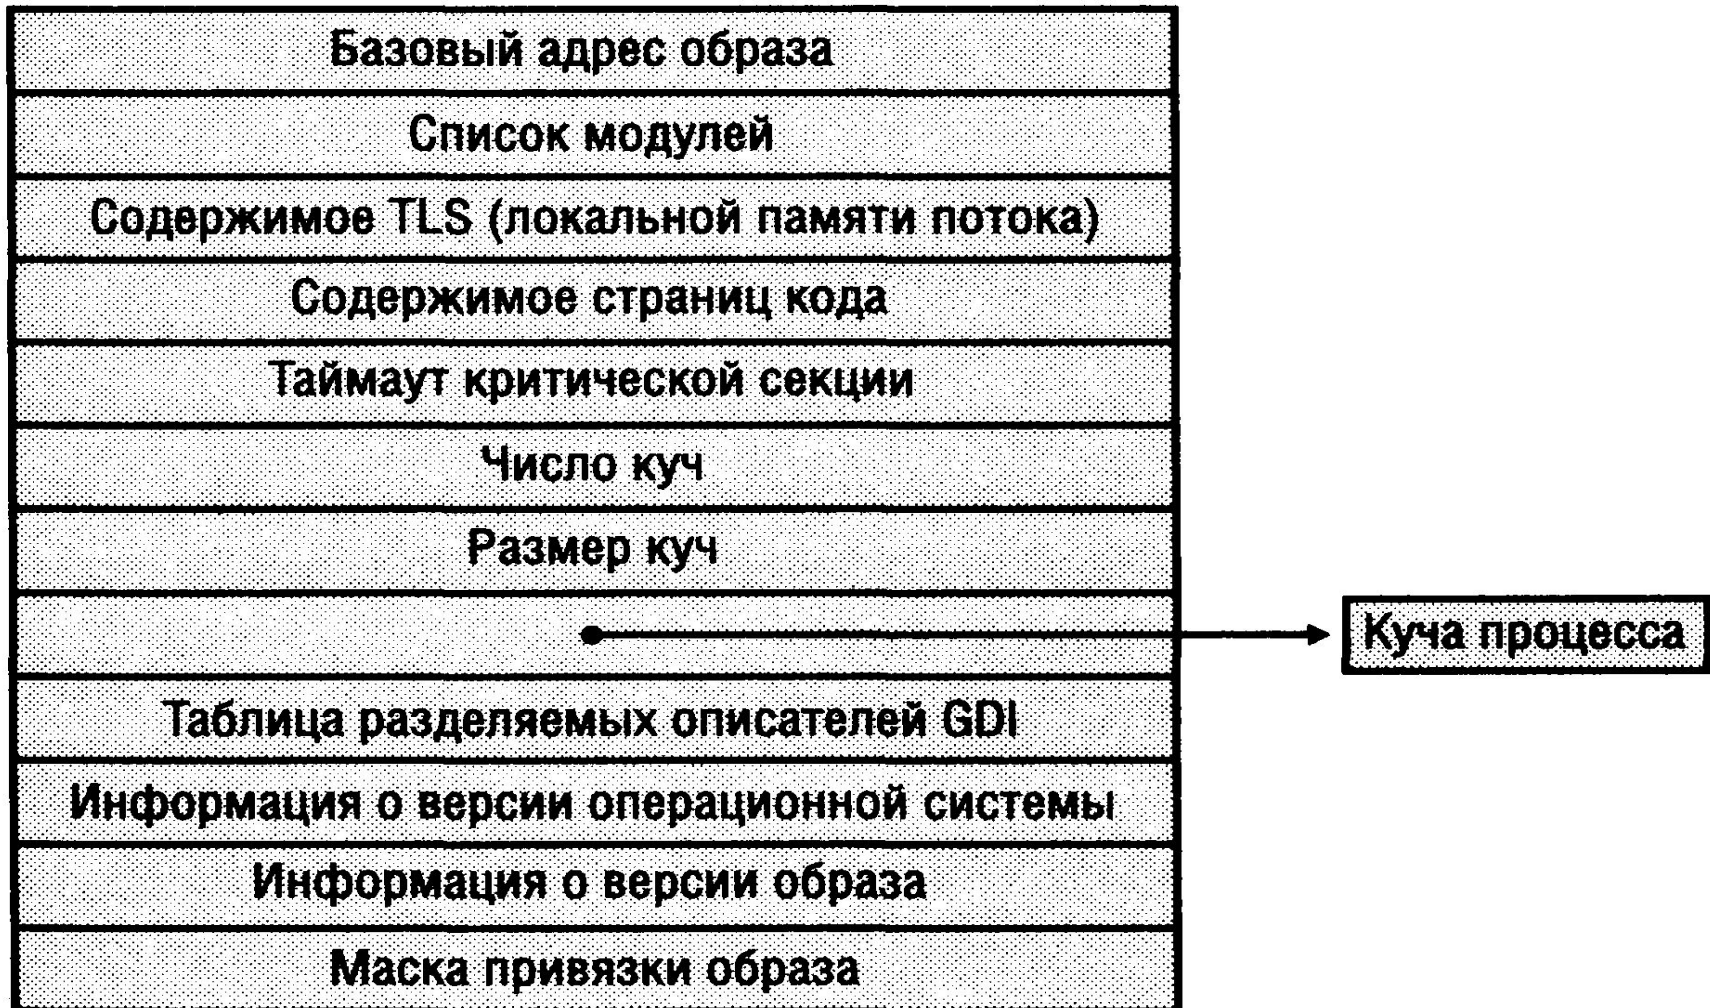 Базовый адрес образа
Список модулей
Содержимое TLS (локальной памяти потока)
Содержимое страниц кода
Таймаут критической секции
Число куч
Размер куч
Куча процесса
Таблица разделяемых описателей GDI
Информация о версии операционной системы
Информация о версии образа
Маска привязки образа